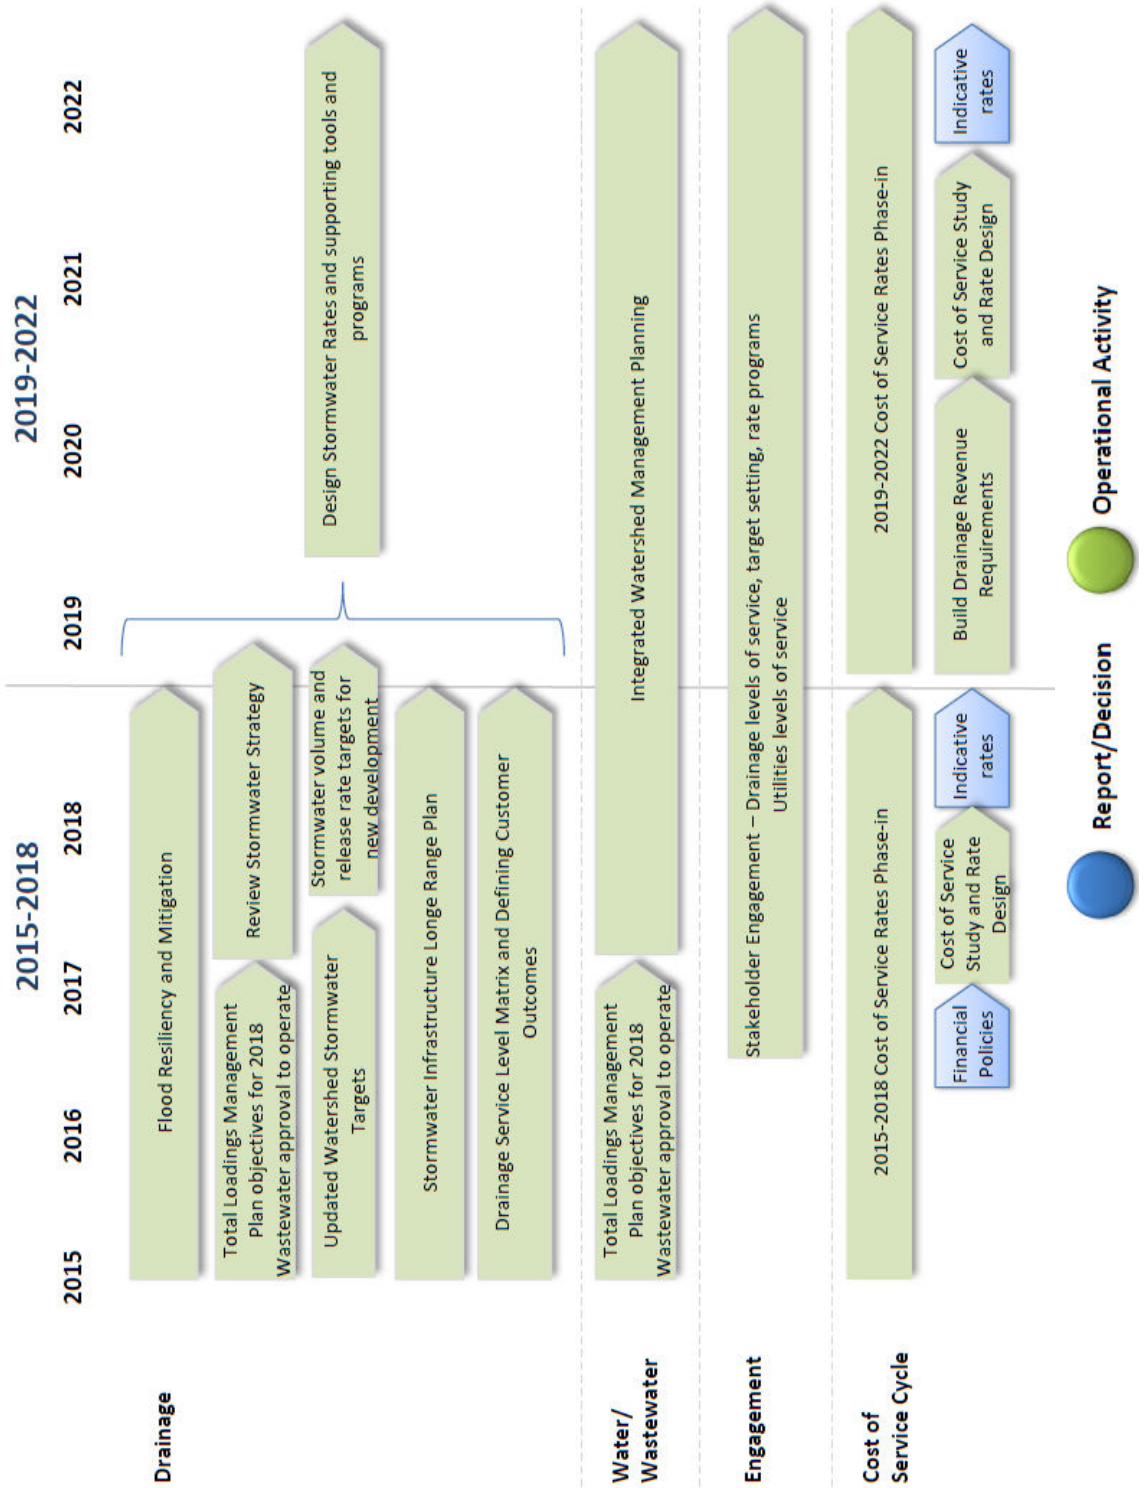 2015-2018
2019-2022
2015
2016
2017
2018
2019
2020
2021
2022
Drainage
Flood Resiliency and Mitigation
Total Loadings Management
Plan objectives for 2018
Wastewater approval to operate
Review Stormwater Strategy
Updated Watershed Stormwater
Targets
Stormwater volume and
release rate targets for
new development
Design Stormwater Rates and supporting tools and
programs
Stormwater Infrastructure Longe Range Plan
Drainage Service Level Matrix and Defining Customer
Outcomes
Water/
Wastewater
Total Loadings Management
Plan objectives for 2018
Wastewater approval to operate
Integrated Watershed Management Planning
Engagement
Stakeholder Engagement – Drainage levels of service, target setting, rate programs
Utilities levels of service
Cost of
Service Cycle
2015-2018 Cost of Service Rates Phase-in
2019-2022 Cost of Service Rates Phase-in
Financial
Policies
Cost of Service
Study and Rate
Design
Indicative
rates
Build Drainage Revenue
Requirements
Cost of Service Study
and Rate Design
Indicative
rates
Report/Decision
Operational Activity